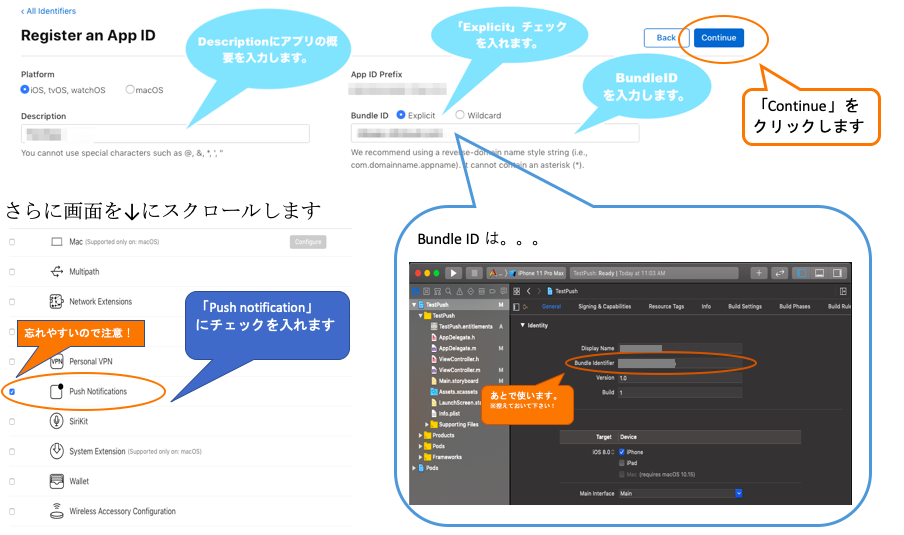 ‹ All Identifiers
Register an App ID
Back
Continue
Descriptionにアプリの概
要を入力します。
「Explicit」チェック
を入れます。
BundleID
を入力します。
「Continue」を
クリックします
Platform
iOS, tvOS, watchOS
macOS
App ID Prefix
Description
Bundle ID
Explicit
Wildcard
You cannot use special characters such as @, &, *, ', "
We recommend using a reverse-domain name style string (i.e.,
com.domainname.appname). It cannot contain an asterisk (*).
さらに画面を↓にスクロールします
Mac (Supported only on: macOS)
Configure
Multipath
Network Extensions
「Push notification」
にチェックを入れます
忘れやすいので注意！
VPN
Personal VPN
Push Notifications
SiriKit
System Extension (Supported only on: macOS)
Wallet
Wireless Accessory Configuration
Bundle ID は。。。
iPhone 11 Pro Max
TestPush: Ready | Today at 11:03 AM
TestPush M
TestPush
TestPush.entitlements A
AppDelegate.h
AppDelegate.m M
ViewController.h
ViewController.m M
Main.storyboard M
Assets.xcassets
LaunchScreen.sto
Info.plist
Supporting Files
Products
Pods
Frameworks
Pods
TestPush
General
Signing & Capabilities
Resource Tags
Info
Build Settings
Build Phases
Build Rule
Identity
Display Name
Bundle Identifier
Version 1.0
Build 1
あとで使います。
※控えておいて下さい！
Target
Device
iOS 8.0
iPhone
iPad
Mac (requires macOS 10.15)
Main Interface
Main